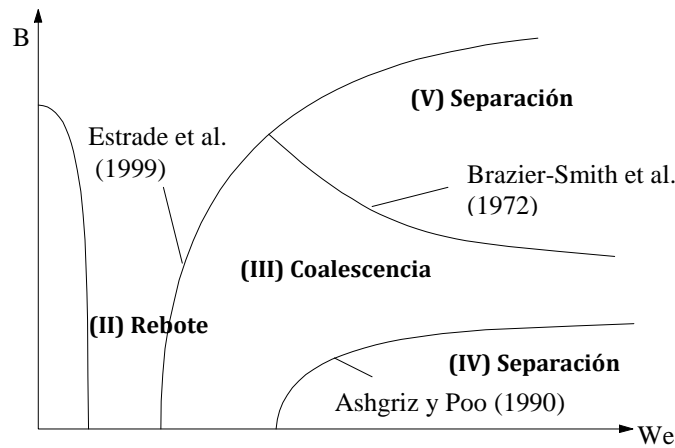 B
(V) Separación
Estrade et al.
(1999)
Brazier-Smith et al.
(1972)
(III) Coalescencia
(II) Rebote
(IV) Separación
Ashgriz y Poo (1990)
We